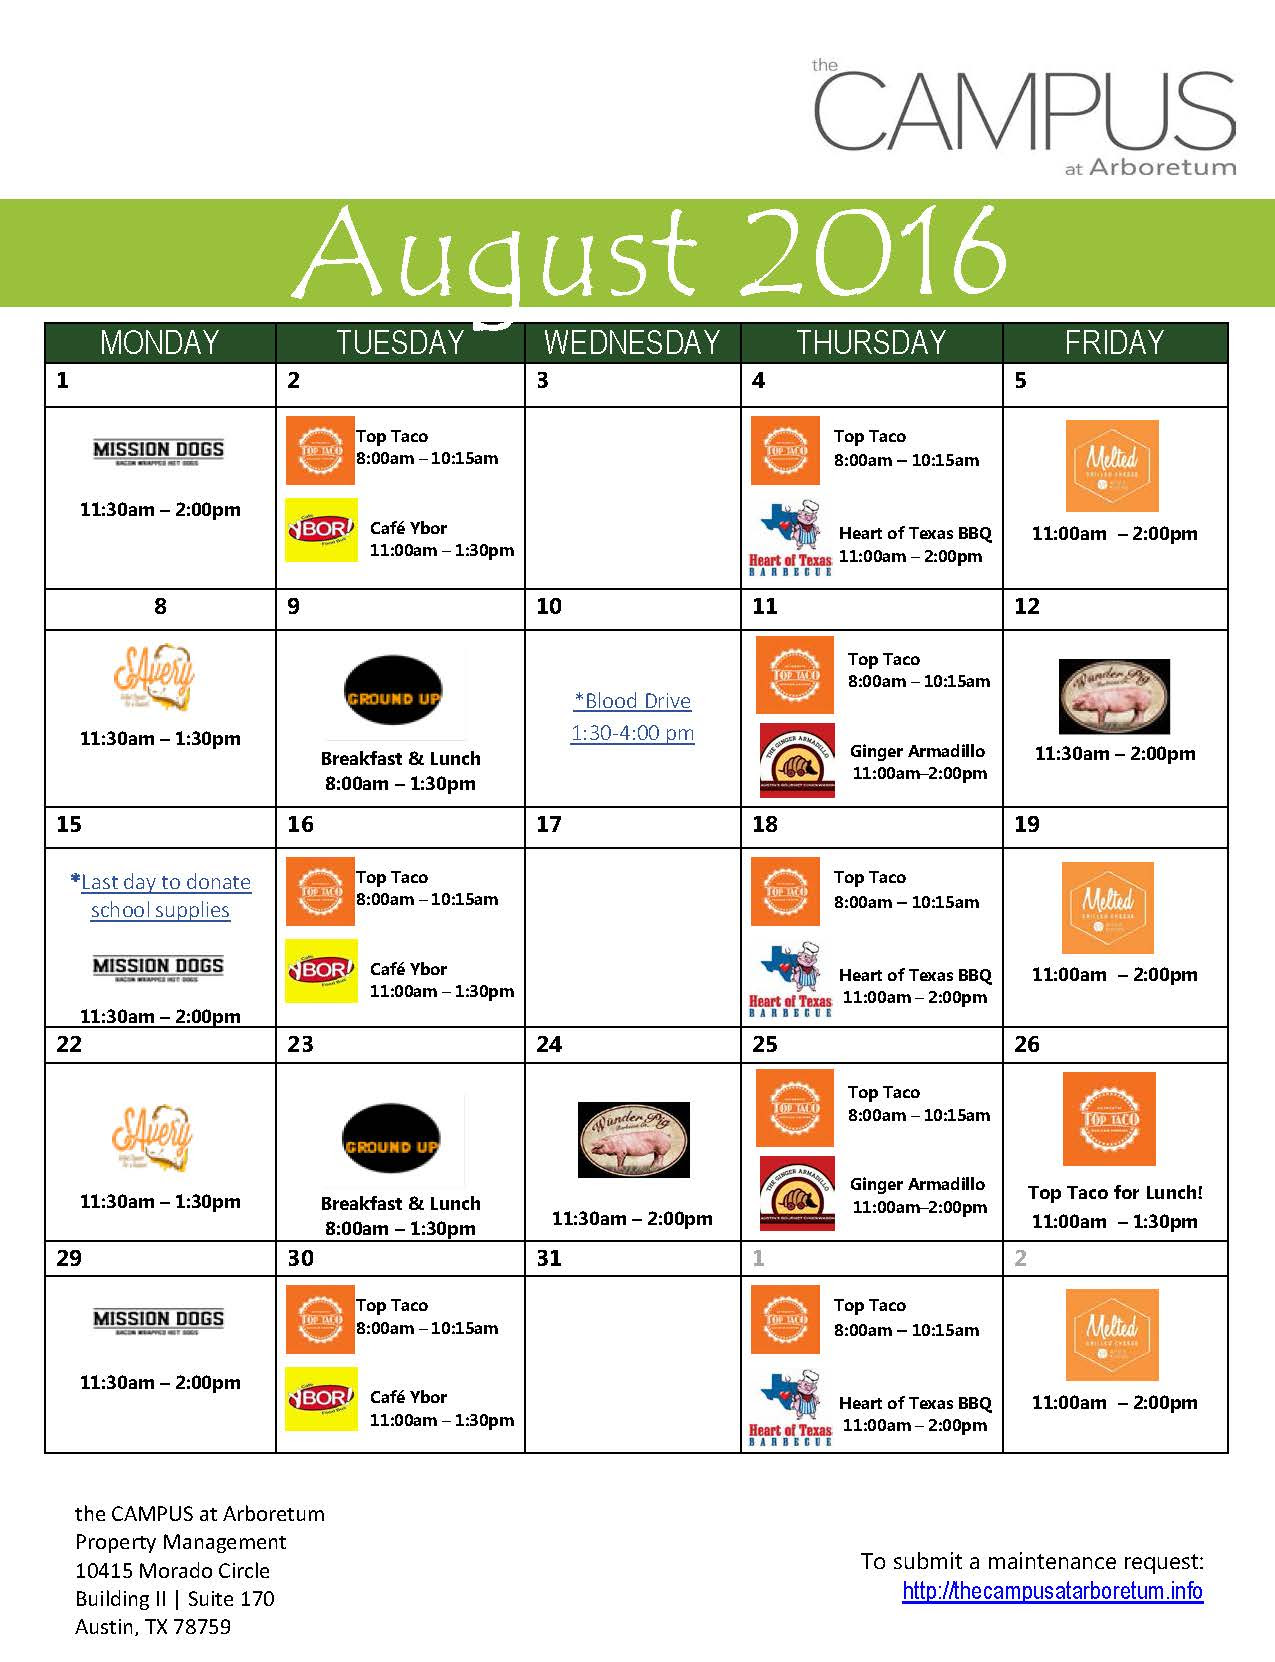 the
CAMPUS
at Arboretum
August 2016
MONDAY TUESDAY WEDNESDAY THURSDAY FRIDAY
1 2 3 4 5
MISSION DOGS
BACON WRAPPED HOT DOGS
11:30am – 2:00pm
TOP TACO
Top Taco
8:00am – 10:15am
YBOR!
Café Ybor
11:00am – 1:30pm
TOP TACO
Top Taco
8:00am – 10:15am
Heart of Texas
BARBECUE
Heart of Texas BBQ
11:00am – 2:00pm
Melted
GRILLED CHEESE
11:00am – 2:00pm
8 9 10 11 12
SAvery
11:30am – 1:30pm
GROUND UP
Breakfast & Lunch
8:00am – 1:30pm
*Blood Drive
1:30-4:00 pm
TOP TACO
Top Taco
8:00am – 10:15am
THE GINGER ARMADILLO
Ginger Armadillo
11:00am–2:00pm
Wunder Pig
11:30am – 2:00pm
15 16 17 18 19
*Last day to donate
school supplies
MISSION DOGS
BACON WRAPPED HOT DOGS
11:30am – 2:00pm
TOP TACO
Top Taco
8:00am – 10:15am
YBOR!
Café Ybor
11:00am – 1:30pm
TOP TACO
Top Taco
8:00am – 10:15am
Heart of Texas
BARBECUE
Heart of Texas BBQ
11:00am – 2:00pm
Melted
GRILLED CHEESE
11:00am – 2:00pm
22 23 24 25 26
SAvery
11:30am – 1:30pm
GROUND UP
Breakfast & Lunch
8:00am – 1:30pm
Wunder Pig
11:30am – 2:00pm
TOP TACO
Top Taco
8:00am – 10:15am
THE GINGER ARMADILLO
Ginger Armadillo
11:00am–2:00pm
TOP TACO
Top Taco for Lunch!
11:00am – 1:30pm
29 30 31 1 2
MISSION DOGS
BACON WRAPPED HOT DOGS
11:30am – 2:00pm
TOP TACO
Top Taco
8:00am – 10:15am
YBOR!
Café Ybor
11:00am – 1:30pm
TOP TACO
Top Taco
8:00am – 10:15am
Heart of Texas
BARBECUE
Heart of Texas BBQ
11:00am – 2:00pm
Melted
GRILLED CHEESE
11:00am – 2:00pm
the CAMPUS at Arboretum
Property Management
10415 Morado Circle
Building II | Suite 170
Austin, TX 78759
To submit a maintenance request:
http://thecampusatarboretum.info